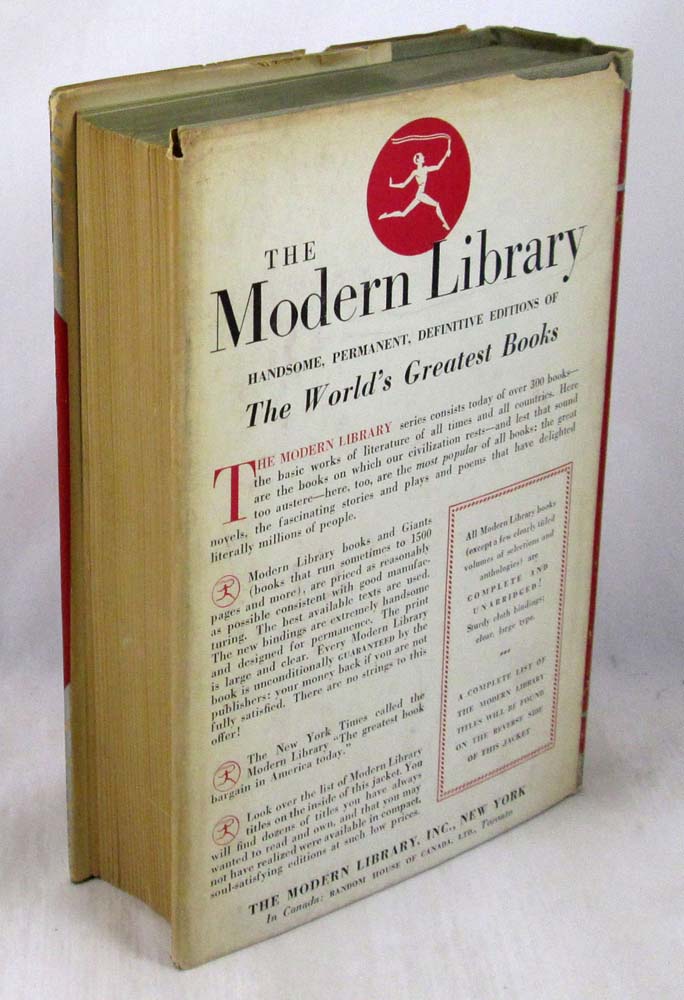 THE
Modern Library
HANDSOME, PERMANENT, DEFINITIVE EDITIONS OF
The World's Greatest Books
THE MODERN LIBRARY series consists today of over 300 books—
the basic works of literature of all times and all countries. Here
are the books on which our civilization rests—and lest that sound
too austere—here, too, are the most popular of all books: the great
novels, the fascinating stories and plays and poems that have delighted
literally millions of people.
Modern Library books and Giants
(books that run sometimes to 1500
pages and more), are priced as reasonably
as possible consistent with good manufac-
turing. The best available texts are used.
The new bindings are extremely handsome
and designed for permanence. The print
is large and clear. Every Modern Library
book is unconditionally GUARANTEED by the
publishers: your money back if you are not
fully satisfied. There are no strings to this
offer!
The New York Times called the
Modern Library "The greatest book
bargain in America today."
Look over the list of Modern Library
titles on the inside of this jacket. You
will find dozens of titles you have always
wanted to read and own, and that you may
not have realized were available in compact,
soul-satisfying editions at such low prices.
All Modern Library books
(except a few clearly titled
volumes of selections and
anthologies) are
COMPLETE AND
UNABRIDGED!
Sturdy cloth bindings;
clear, large type.
A COMPLETE LIST OF
THE MODERN LIBRARY
TITLES WILL BE FOUND
ON THE REVERSE SIDE
OF THIS JACKET
THE MODERN LIBRARY, INC., NEW YORK
In Canada: RANDOM HOUSE OF CANADA, LTD., Toronto